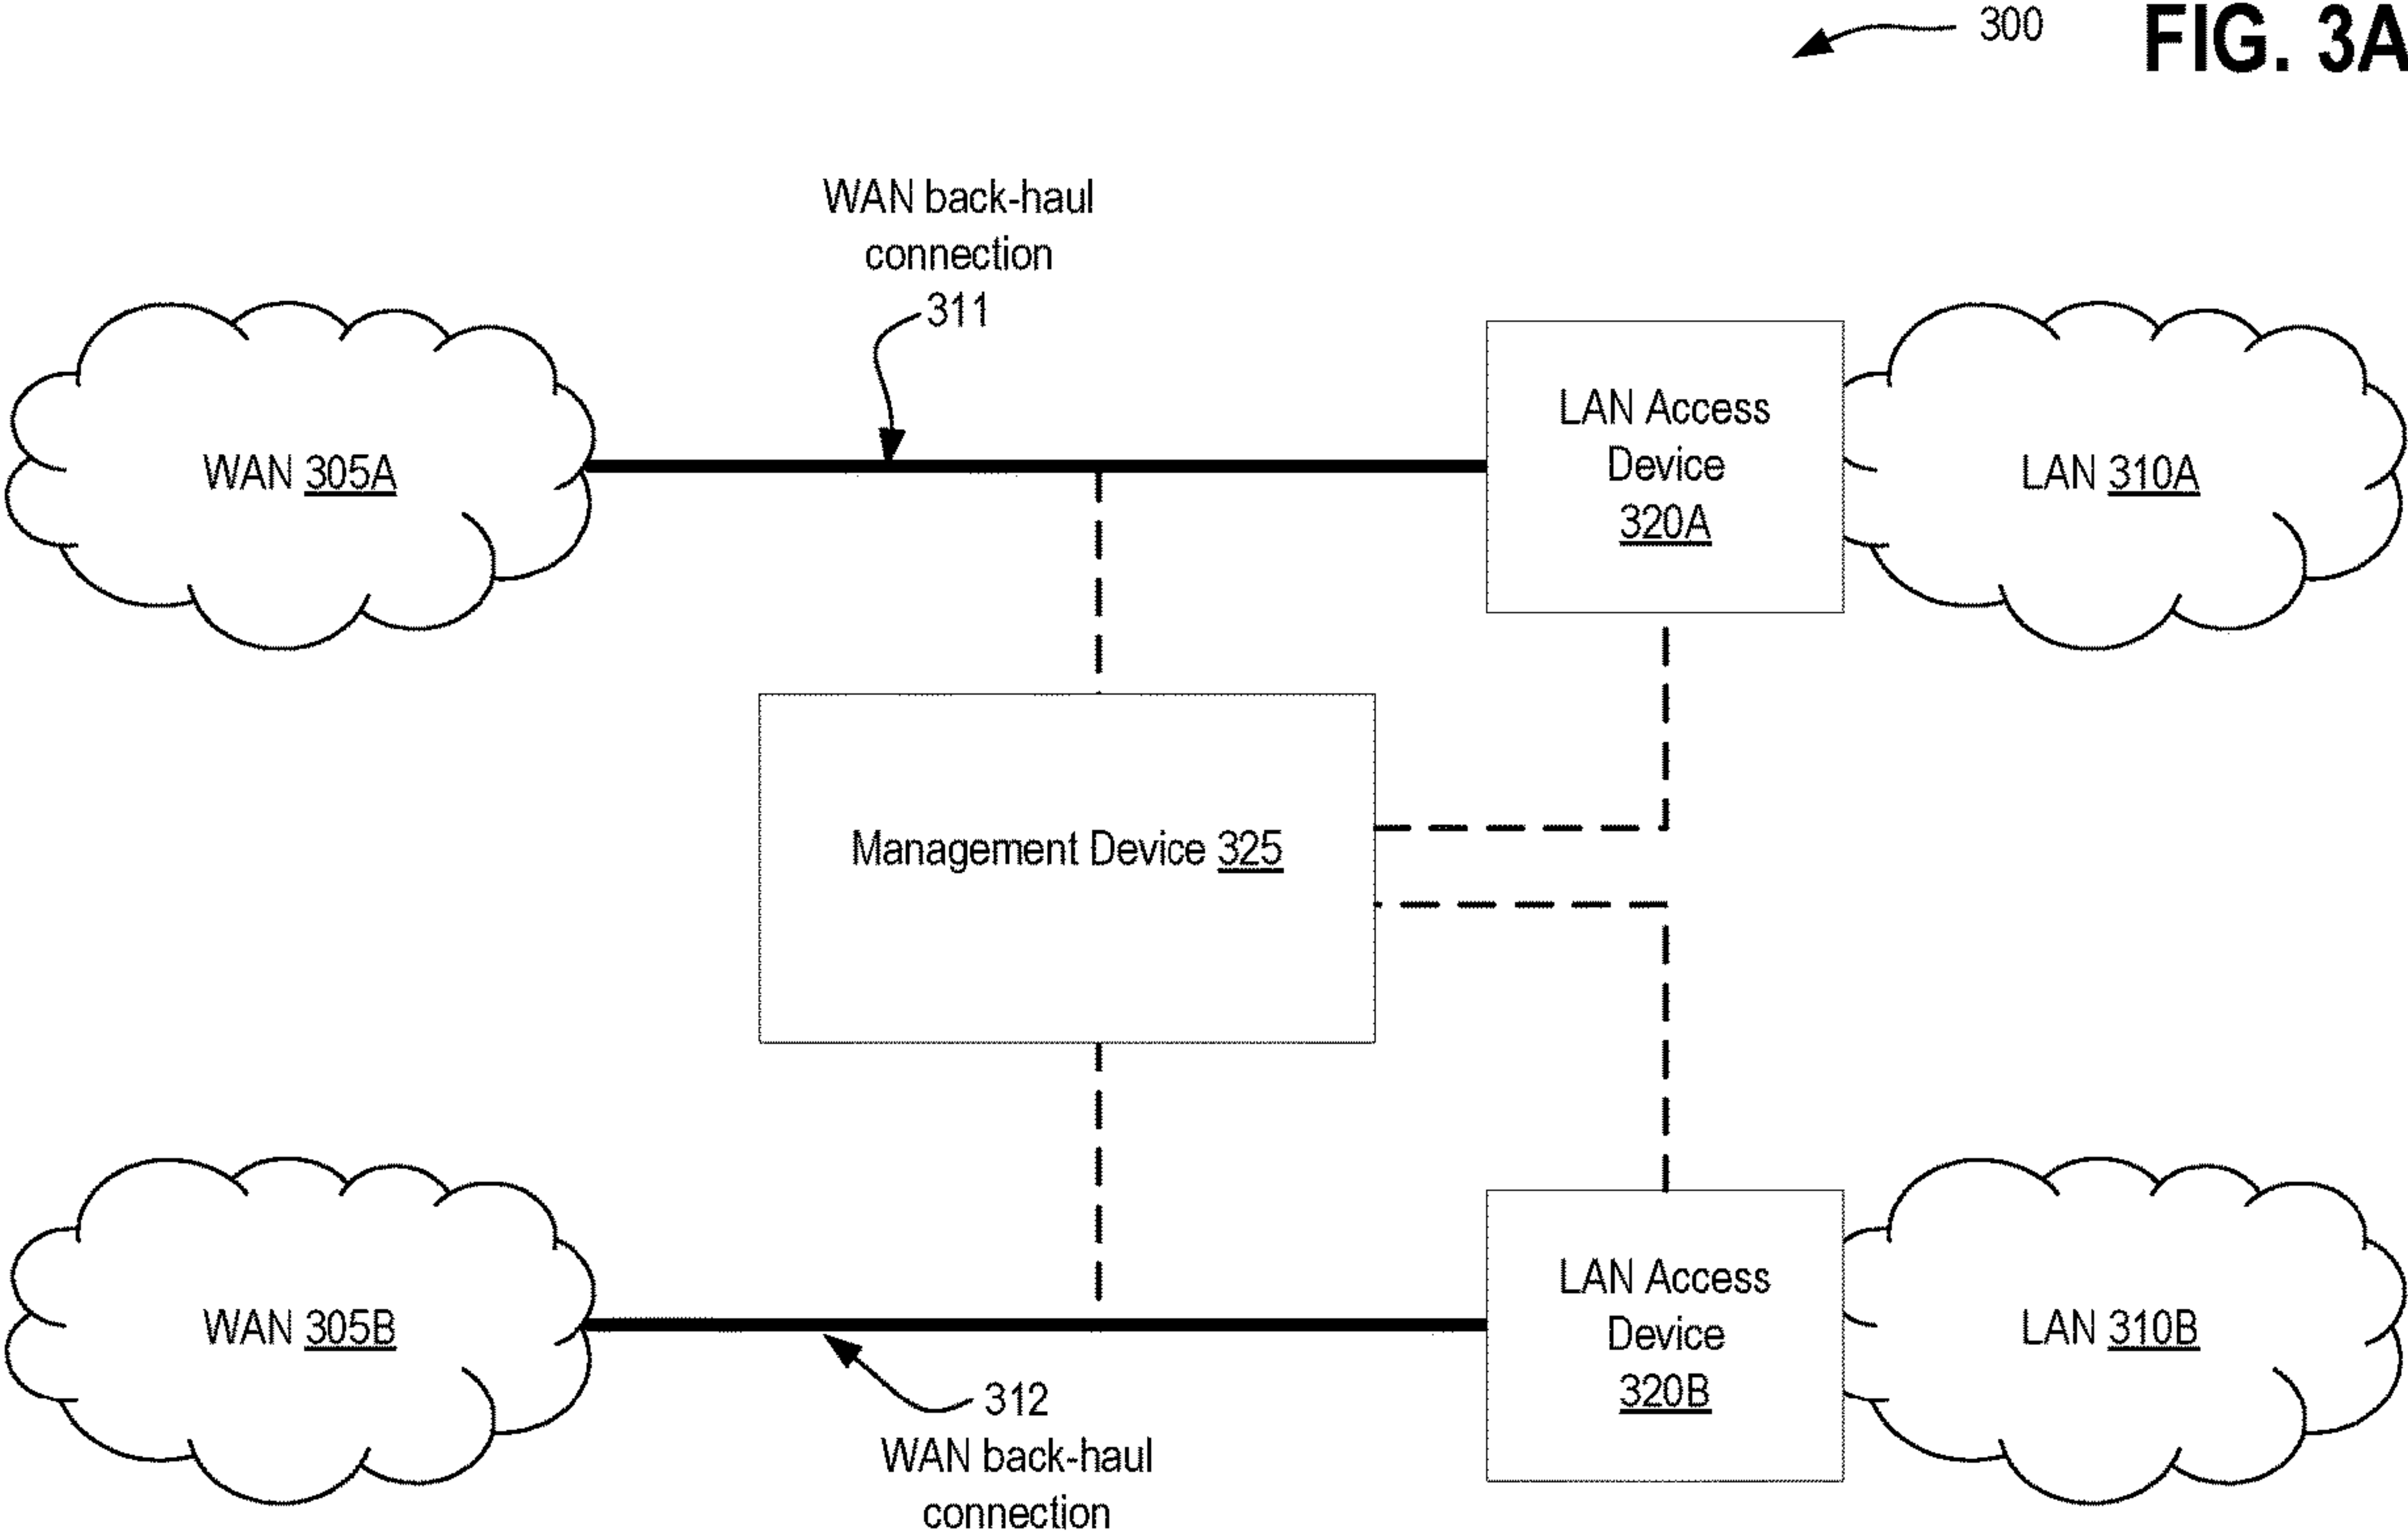 300
FIG. 3A
WAN back-haul
connection
311
WAN 305A
LAN Access
Device
320A
LAN 310A
Management Device 325
WAN 305B
LAN Access
Device
320B
LAN 310B
312
WAN back-haul
connection